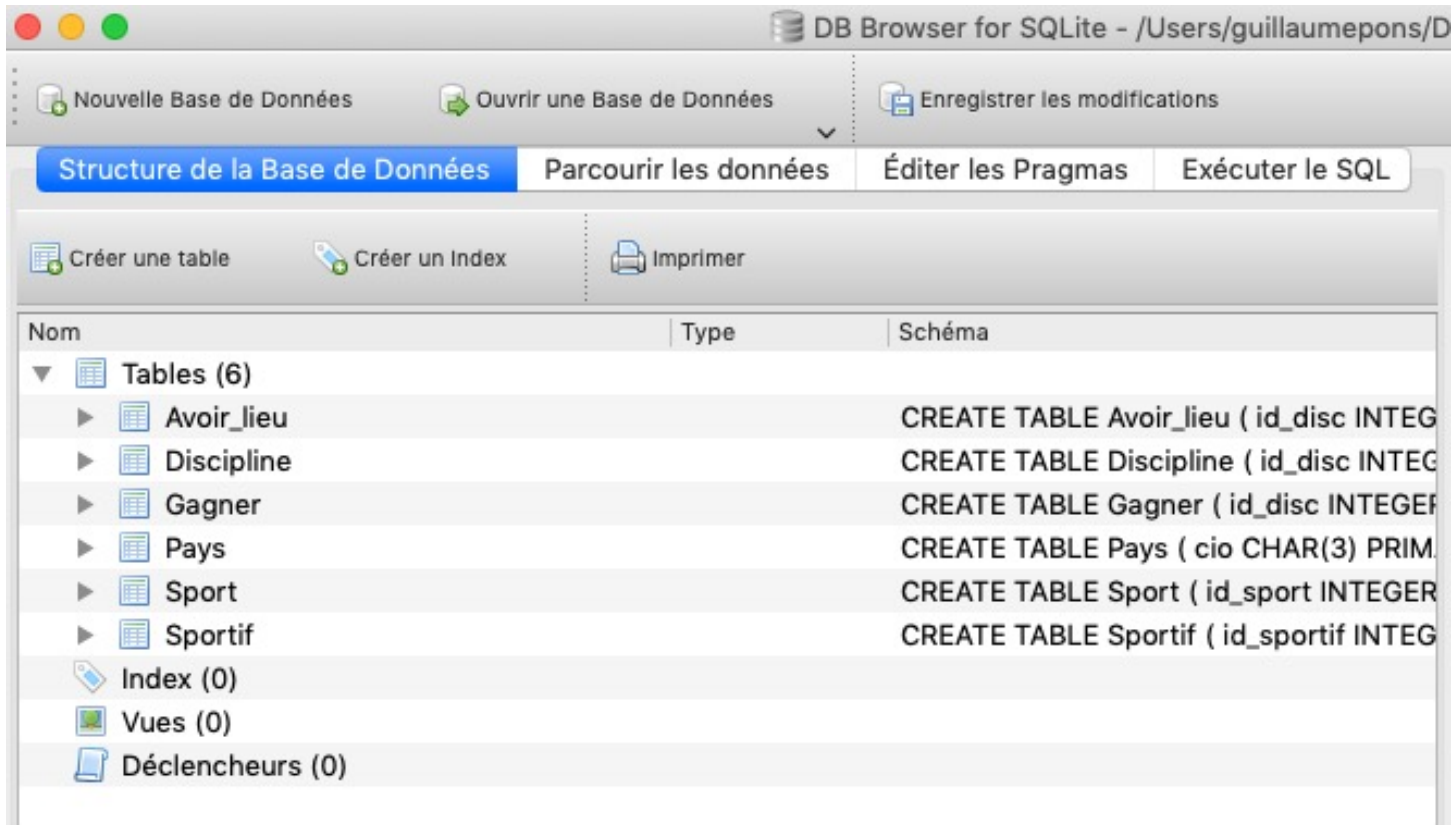 DB Browser for SQLite - /Users/guillaumepons/D
Nouvelle Base de Données Ouvrir une Base de Données Enregistrer les modifications
Structure de la Base de Données Parcourir les données Éditer les Pragmas Exécuter le SQL
Créer une table Créer un Index Imprimer
Nom Type Schéma
Tables (6)
Avoir_lieu CREATE TABLE Avoir_lieu ( id_disc INTEG
Discipline CREATE TABLE Discipline ( id_disc INTEG
Gagner CREATE TABLE Gagner ( id_disc INTEGER
Pays CREATE TABLE Pays ( cio CHAR(3) PRIM
Sport CREATE TABLE Sport ( id_sport INTEGER
Sportif CREATE TABLE Sportif ( id_sportif INTEG
Index (0)
Vues (0)
Déclencheurs (0)